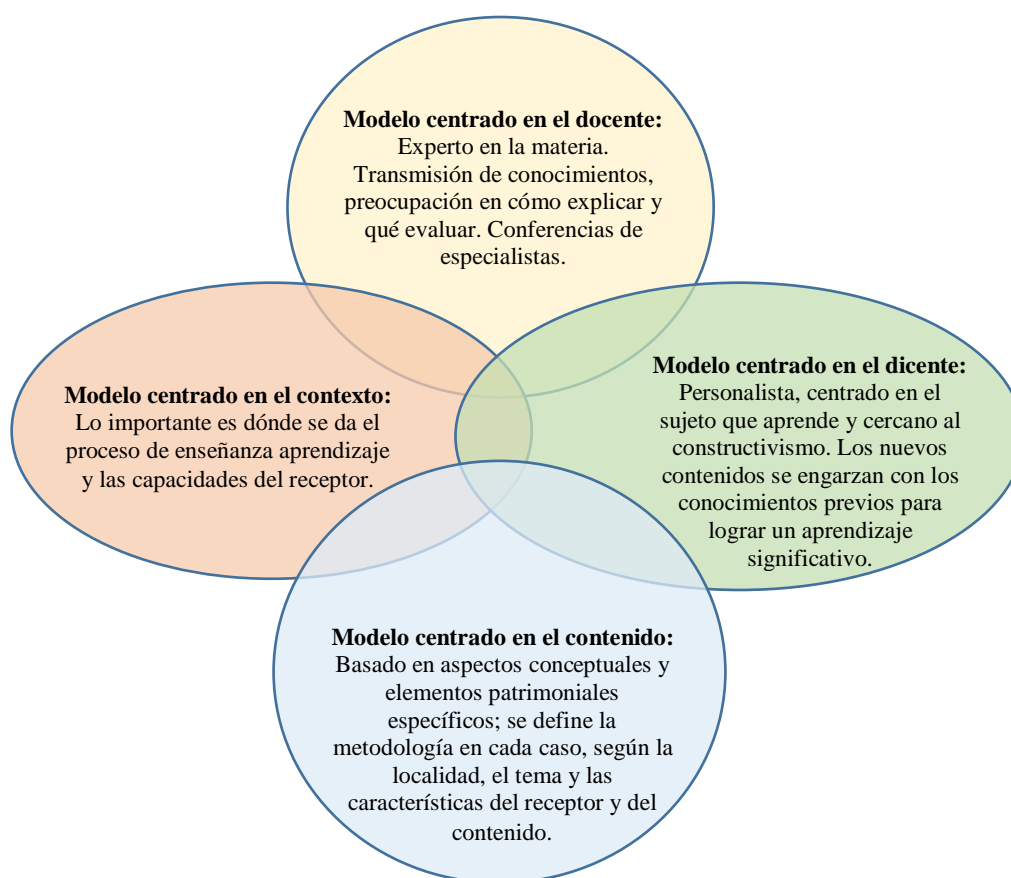 Modelo centrado en el docente:
Experto en la materia.
Transmisión de conocimientos,
preocupación en cómo explicar y
qué evaluar. Conferencias de
especialistas.
Modelo centrado en el contexto:
Lo importante es dónde se da el
proceso de enseñanza aprendizaje
y las capacidades del receptor.
Modelo centrado en el dicente:
Personalista, centrado en el
sujeto que aprende y cercano al
constructivismo. Los nuevos
contenidos se engarzan con los
conocimientos previos para
lograr un aprendizaje
significativo.
Modelo centrado en el contenido:
Basado en aspectos conceptuales y
elementos patrimoniales
específicos; se define la
metodología en cada caso, según la
localidad, el tema y las
características del receptor y del
contenido.